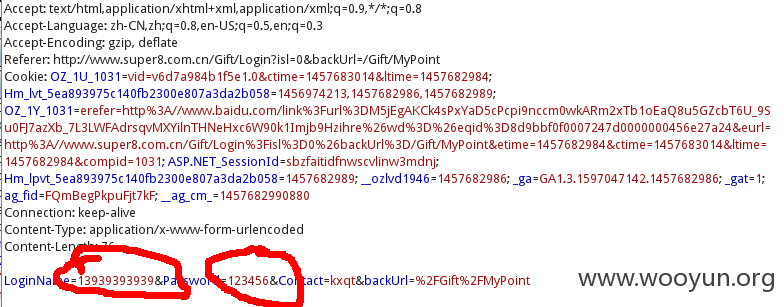 Accept: text/html,application/xhtml+xml,application/xml;q=0.9,*/*;q=0.8
Accept-Language: zh-CN,zh;q=0.8,en-US;q=0.5,en;q=0.3
Accept-Encoding: gzip, deflate
Referer: http://www.super8.com.cn/Gift/Login?isl=0&backUrl=/Gift/MyPoint
Cookie: OZ_1U_1031=vid=v6d7a984b1f5e1.0&ctime=1457683014&ltime=1457682984;
Hm_lvt_5ea893975c140fb2300e807a3da2b058=1456974213,1457682986,1457682989;
OZ_1Y_1031=erefer=http%3A//www.baidu.com/link%3Furl%3DM5jEgAKCk4sPxYaD5cPcpi9nccm0wkARm2xTb1oEaQ8u5GZcbT6U_9S
u0FJ7azXb_7L3LWFAdrsqvMXYilnTHNeHxc6W90k1Imjb9Hzihre%26wd%3D%26eqid%3D8d9bbf0f0007247d0000000456e27a24&eurl=
http%3A//www.super8.com.cn/Gift/Login%3Fisl%3D0%26backUrl%3D/Gift/MyPoint&etime=1457682984&ctime=1457683014&ltime=
1457682984&compid=1031; ASP.NET_SessionId=sbzfaitidfnwscvlinw3mdnj;
Hm_lpvt_5ea893975c140fb2300e807a3da2b058=1457682989; __ozlvd1946=1457682986; _ga=GA1.3.1597047142.1457682986; _gat=1;
ag_fid=FQmBegPkpuFjt7kF; __ag_cm_=1457682990880
Connection: keep-alive
Content-Type: application/x-www-form-urlencoded
Content-Length: 76
LoginName=13939393939&Password=123456&Contact=kxqt&backUrl=%2FGift%2FMyPoint
www.wooyun.org